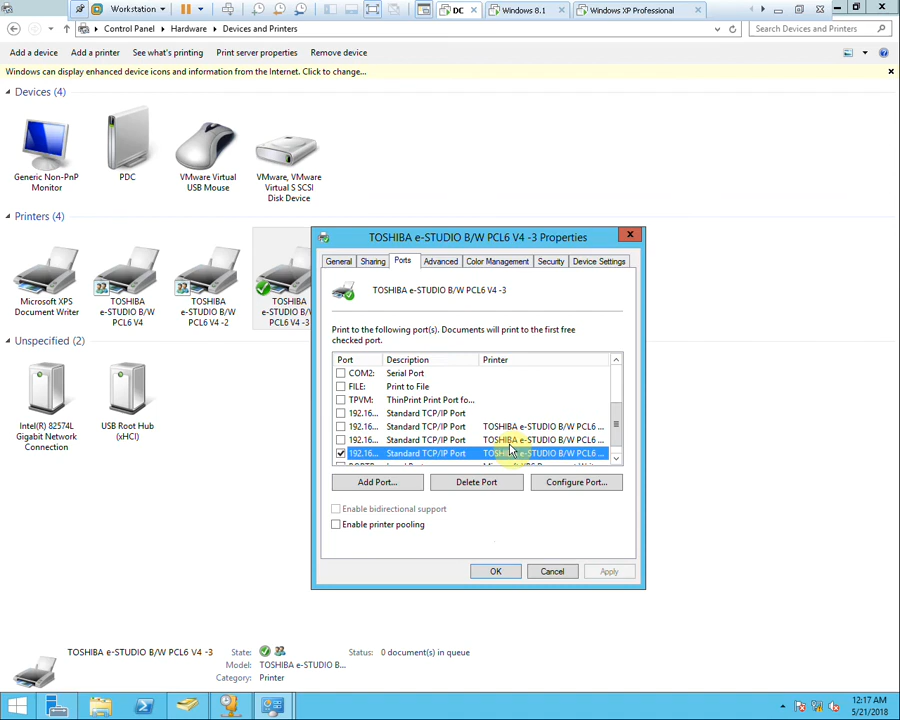 Workstation
DC
Windows 8.1
Windows XP Professional
Control Panel
Hardware
Devices and Printers
Search Devices and Printers
Add a device
Add a printer
See what's printing
Print server properties
Remove device
Windows can display enhanced device icons and information from the Internet. Click to change...
Devices (4)
Generic Non-PnP
Monitor
PDC
VMware Virtual
USB Mouse
VMware, VMware
Virtual S SCSI
Disk Device
Printers (4)
Microsoft XPS
Document Writer
TOSHIBA
e-STUDIO B/W
PCL6 V4
TOSHIBA
e-STUDIO B/W
PCL6 V4 -2
TOSHIBA
e-STUDIO B/W
PCL6 V4 -3
Unspecified (2)
Intel(R) 82574L
Gigabit Network
Connection
USB Root Hub
(xHCI)
TOSHIBA e-STUDIO B/W PCL6 V4 -3 Properties
General
Sharing
Ports
Advanced
Color Management
Security
Device Settings
TOSHIBA e-STUDIO B/W PCL6 V4 -3
Print to the following port(s). Documents will print to the first free
checked port.
Port Description Printer
COM2: Serial Port
FILE: Print to File
TPVM: ThinPrint Print Port fo...
192.16... Standard TCP/IP Port
192.16... Standard TCP/IP Port TOSHIBA e-STUDIO B/W PCL6 ...
192.16... Standard TCP/IP Port TOSHIBA e-STUDIO B/W PCL6 ...
192.16... Standard TCP/IP Port TOSHIBA e-STUDIO B/W PCL6 ...
Add Port...
Delete Port
Configure Port...
Enable bidirectional support
Enable printer pooling
OK
Cancel
Apply
TOSHIBA e-STUDIO B/W PCL6 V4 -3
State:
Status: 0 document(s) in queue
Model: TOSHIBA e-STUDIO B...
Category: Printer
12:17 AM
5/21/2018